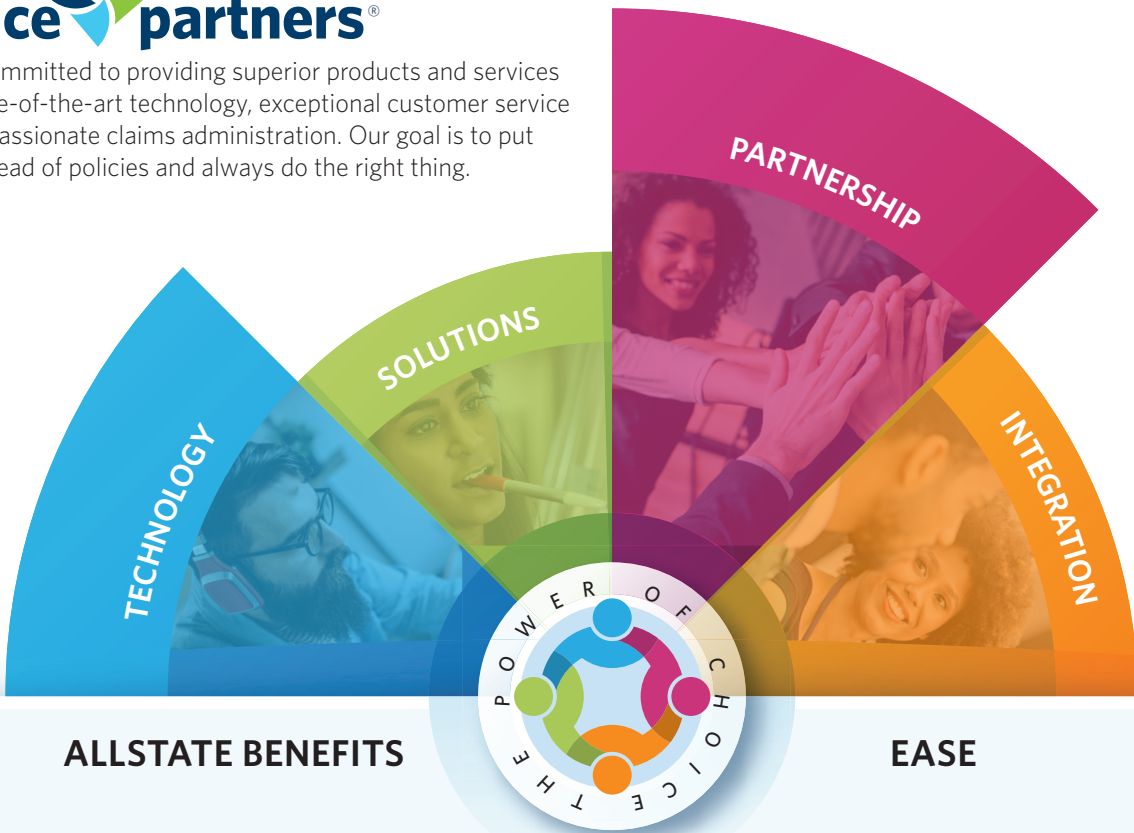 ce partners®
mmitted to providing superior products and services
e-of-the-art technology, exceptional customer service
assionate claims administration. Our goal is to put
ead of policies and always do the right thing.
PARTNERSHIP
SOLUTIONS
TECHNOLOGY
INTEGRATION
THE POWER OF CHOICE
ALLSTATE BENEFITS
EASE